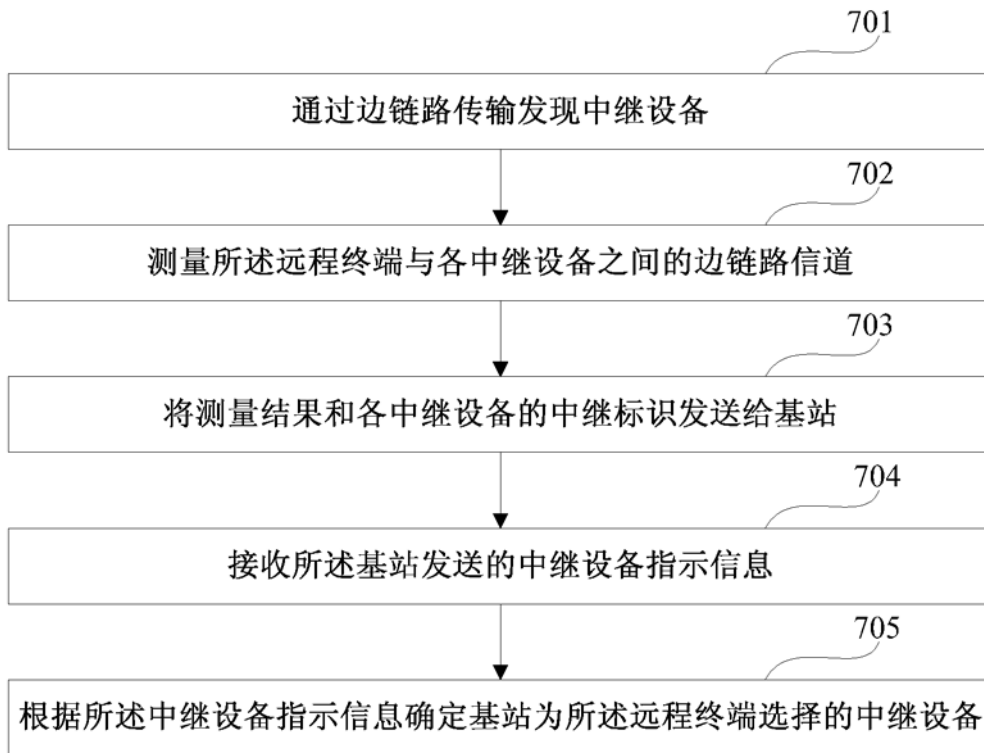 701
通过边链路传输发现中继设备
702
测量所述远程终端与各中继设备之间的边链路信道
703
将测量结果和各中继设备的中继标识发送给基站
704
接收所述基站发送的中继设备指示信息
705
根据所述中继设备指示信息确定基站为所述远程终端选择的中继设备